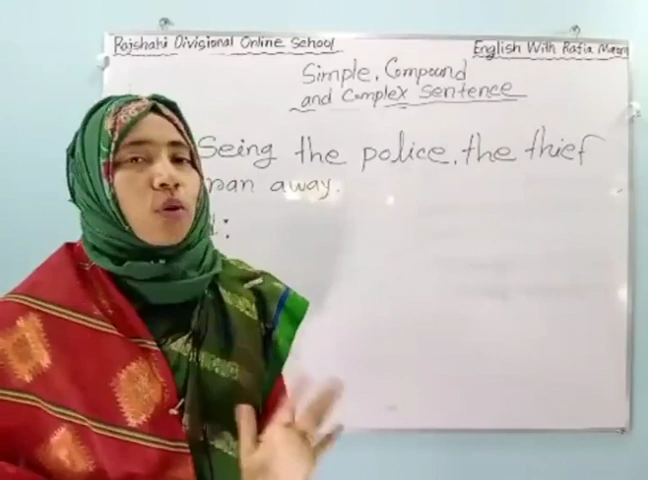 Rajshahi Divisional Online School
English With Rafia
Simple, Compound
and Complex Sentence
Seing the police, the thief
ran away.